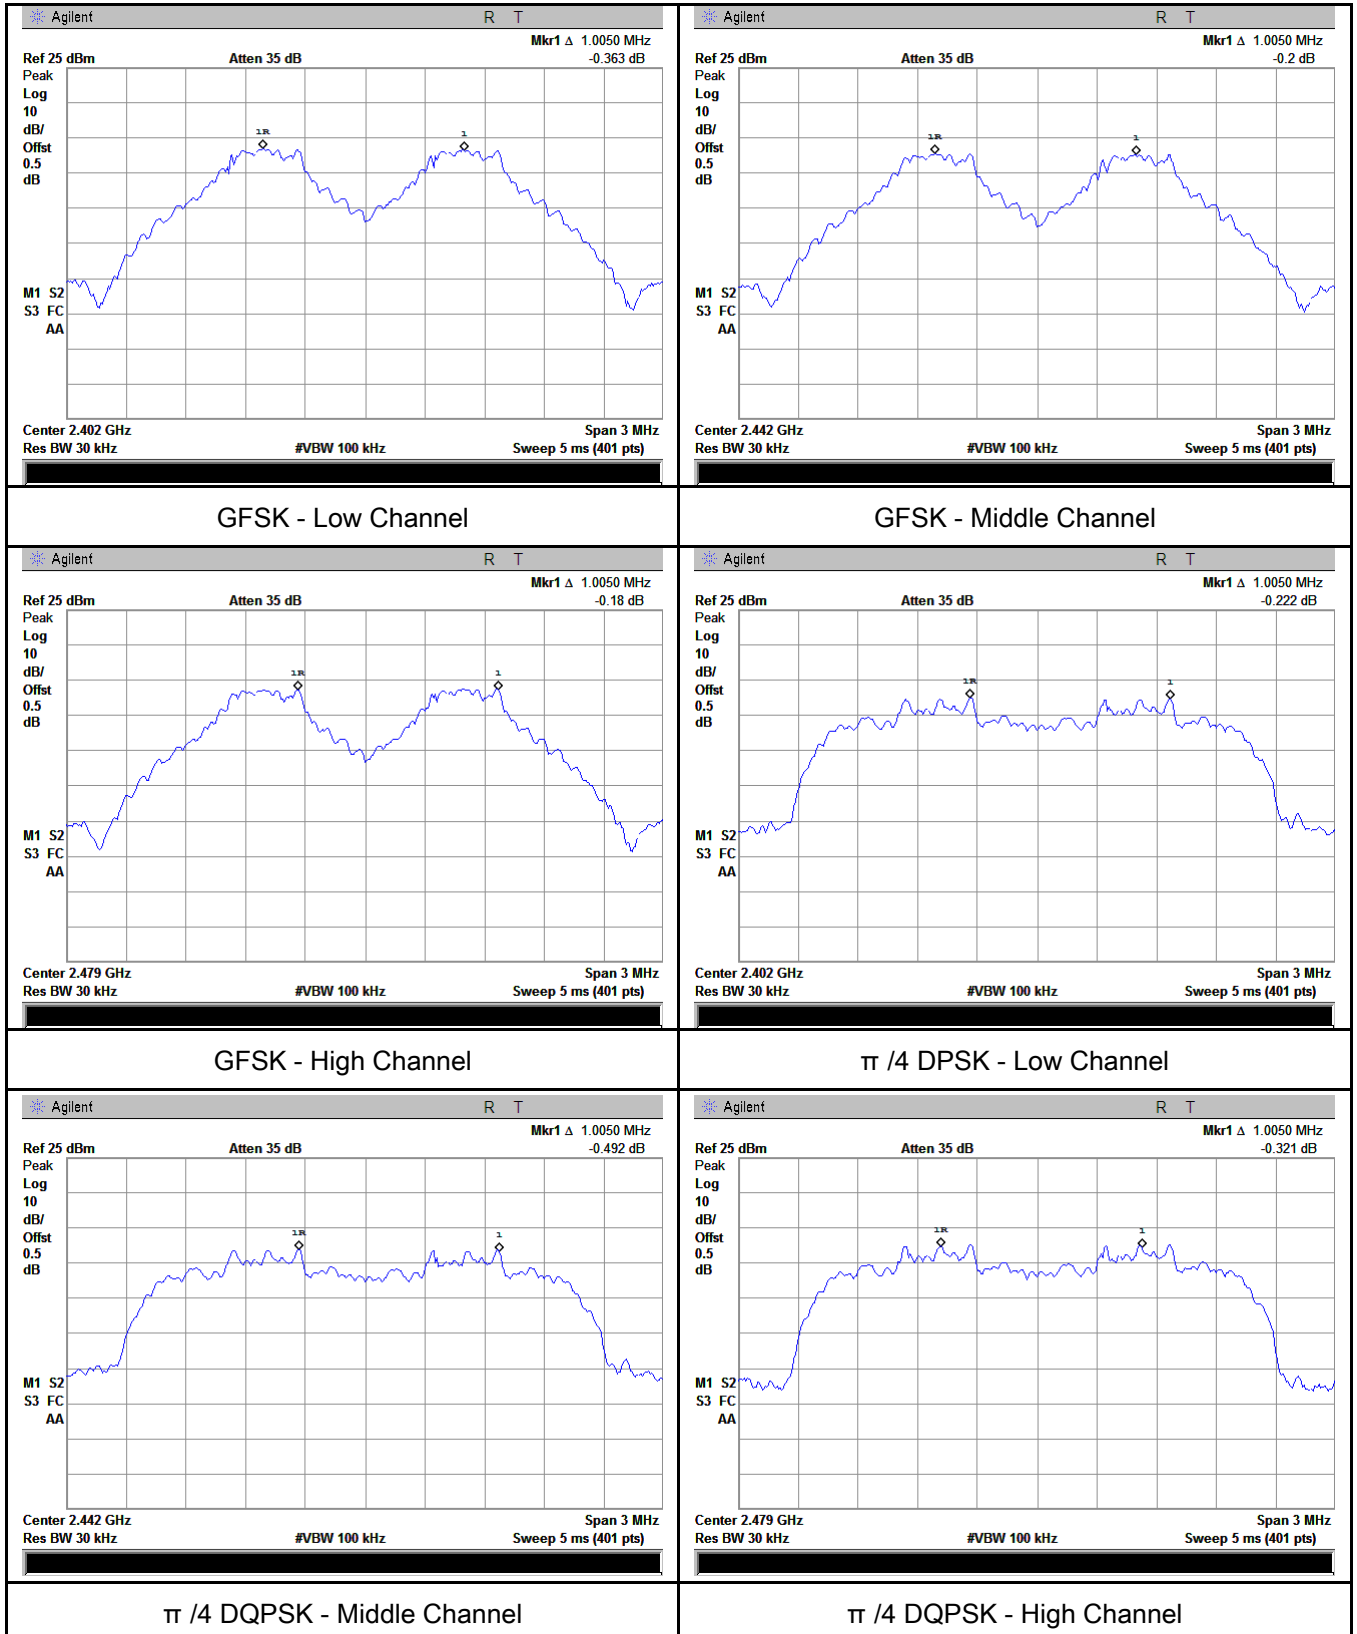 Agilent R T
Mkr1 Δ 1.0050 MHz
Ref 25 dBm Atten 35 dB -0.363 dB
Peak
Log
10
dB/
Offst
0.5
dB
1R 1
M1 S2
S3 FC
AA
Center 2.402 GHz Span 3 MHz
Res BW 30 kHz #VBW 100 kHz Sweep 5 ms (401 pts)
GFSK - Low Channel
Agilent R T
Mkr1 Δ 1.0050 MHz
Ref 25 dBm Atten 35 dB -0.2 dB
Peak
Log
10
dB/
Offst
0.5
dB
1R 1
M1 S2
S3 FC
AA
Center 2.442 GHz Span 3 MHz
Res BW 30 kHz #VBW 100 kHz Sweep 5 ms (401 pts)
GFSK - Middle Channel
Agilent R T
Mkr1 Δ 1.0050 MHz
Ref 25 dBm Atten 35 dB -0.18 dB
Peak
Log
10
dB/
Offst
0.5
dB
1R 1
M1 S2
S3 FC
AA
Center 2.479 GHz Span 3 MHz
Res BW 30 kHz #VBW 100 kHz Sweep 5 ms (401 pts)
GFSK - High Channel
Agilent R T
Mkr1 Δ 1.0050 MHz
Ref 25 dBm Atten 35 dB -0.222 dB
Peak
Log
10
dB/
Offst
0.5
dB
1R 1
M1 S2
S3 FC
AA
Center 2.402 GHz Span 3 MHz
Res BW 30 kHz #VBW 100 kHz Sweep 5 ms (401 pts)
π /4 DPSK - Low Channel
Agilent R T
Mkr1 Δ 1.0050 MHz
Ref 25 dBm Atten 35 dB -0.492 dB
Peak
Log
10
dB/
Offst
0.5
dB
1R 1
M1 S2
S3 FC
AA
Center 2.442 GHz Span 3 MHz
Res BW 30 kHz #VBW 100 kHz Sweep 5 ms (401 pts)
π /4 DQPSK - Middle Channel
Agilent R T
Mkr1 Δ 1.0050 MHz
Ref 25 dBm Atten 35 dB -0.321 dB
Peak
Log
10
dB/
Offst
0.5
dB
1R 1
M1 S2
S3 FC
AA
Center 2.479 GHz Span 3 MHz
Res BW 30 kHz #VBW 100 kHz Sweep 5 ms (401 pts)
π /4 DQPSK - High Channel